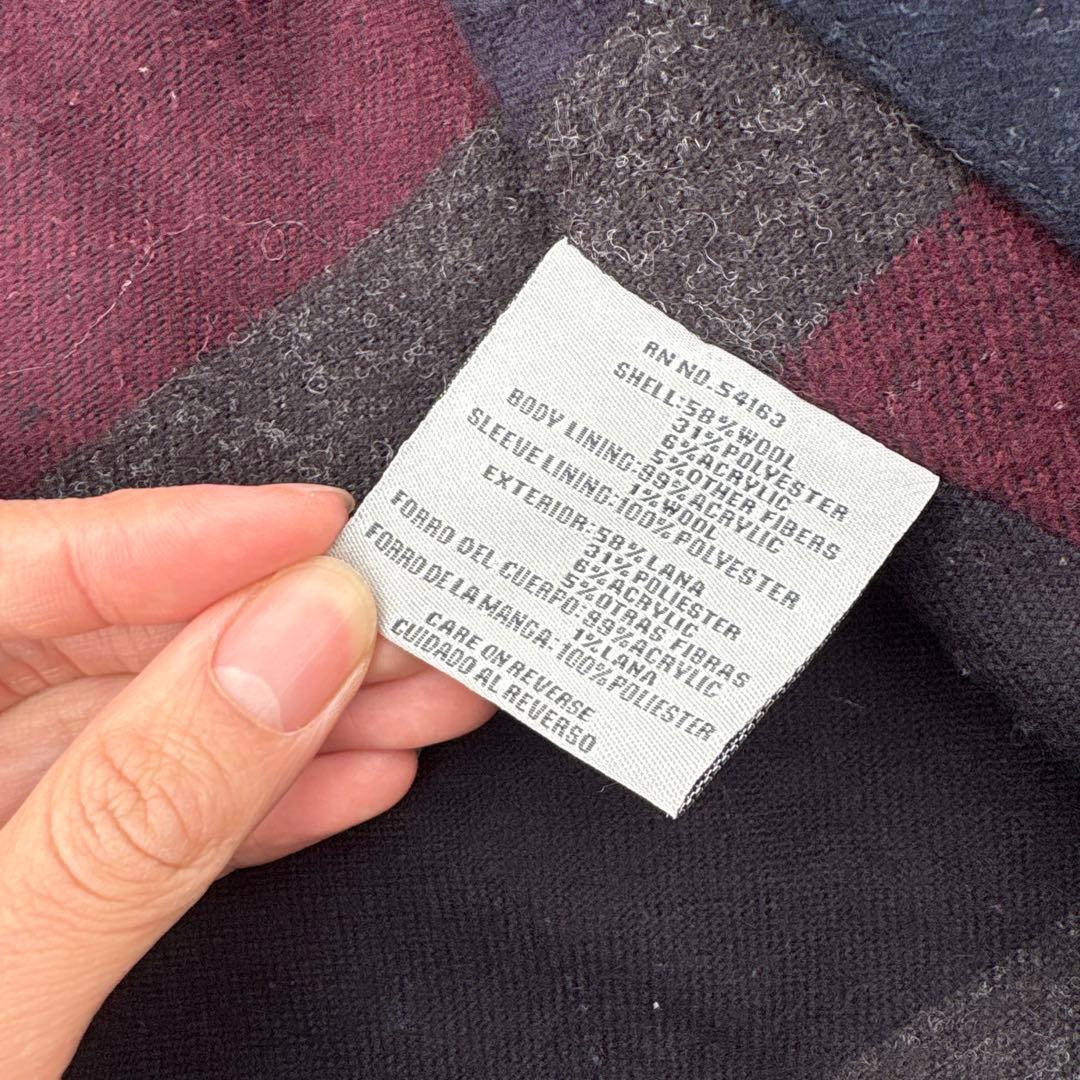 RN NO. 54163
SHELL:58%WOOL
31%POLYESTER
6%ACRYLIC
5%OTHER FIBERS
BODY LINING:99%ACRYLIC
1%WOOL
SLEEVE LINING:100%POLYESTER
EXTERIOR:58%LANA
31%POLIESTER
6%ACRYLIC
5%OTRAS FIBRAS
FORRO DEL CUERPO:99%ACRYLIC
1%LANA
FORRO DE LA MANGA:100%POLIESTER
CARE ON REVERSE
CUIDADO AL REVERSO